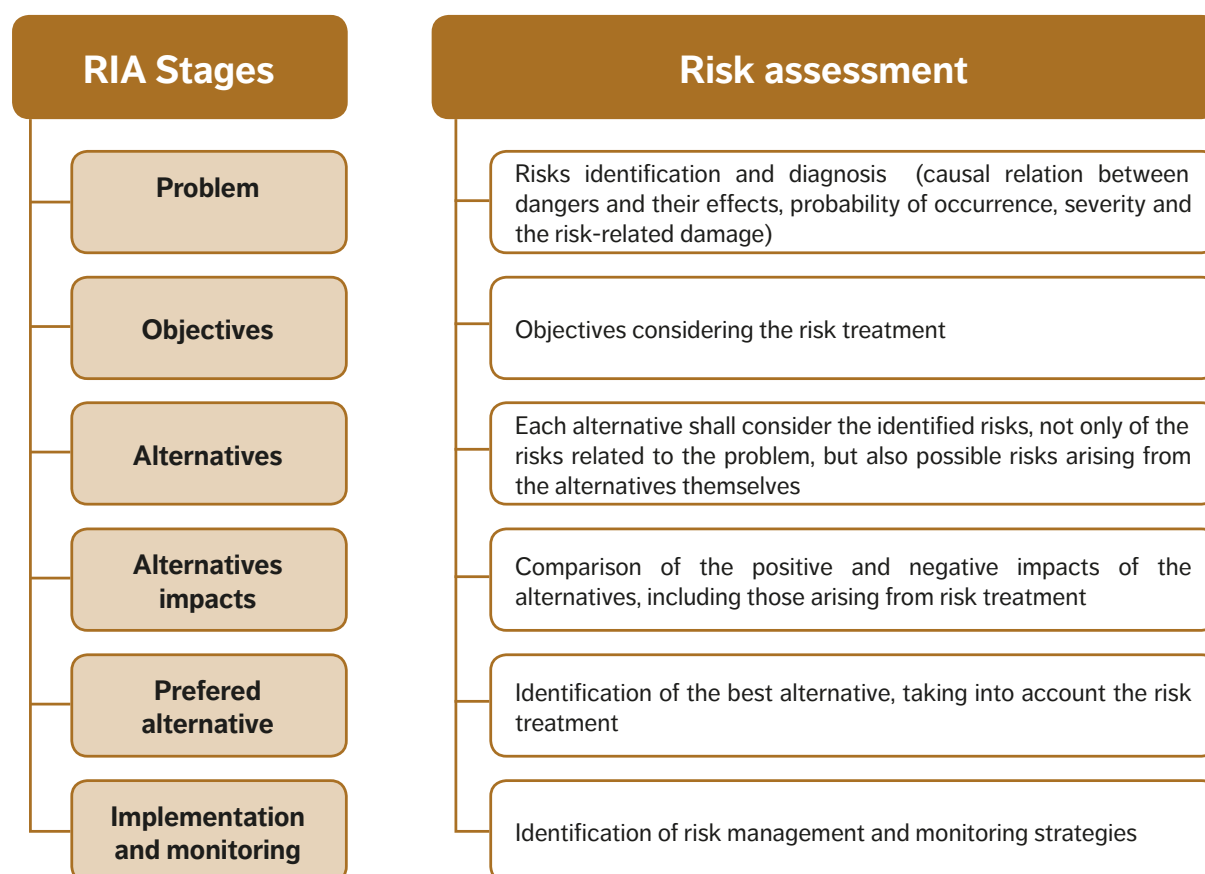 RIA Stages
Risk assessment
Problem
Risks identification and diagnosis (causal relation between
dangers and their effects, probability of occurrence, severity and
the risk-related damage)
Objectives
Objectives considering the risk treatment
Alternatives
Each alternative shall consider the identified risks, not only of the
risks related to the problem, but also possible risks arising from
the alternatives themselves
Alternatives
impacts
Comparison of the positive and negative impacts of the
alternatives, including those arising from risk treatment
Prefered
alternative
Identification of the best alternative, taking into account the risk
treatment
Implementation
and monitoring
Identification of risk management and monitoring strategies